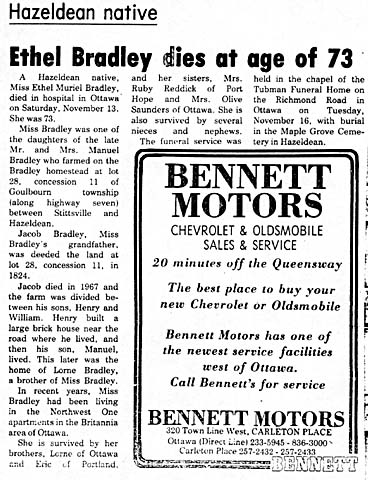 Hazeldean native
Ethel Bradley dies at age of 73
A Hazeldean native,
Miss Ethel Muriel Bradley,
died in hospital in Ottawa
on Saturday, November 13.
She was 73.
Miss Bradley was one of
the daughters of the late
Mr. and Mrs. Manuel
Bradley who farmed on the
Bradley homestead at lot
28, concession 11 of
Goulbourn township
(along highway seven)
between Stittsville and
Hazeldean.
Jacob Bradley, Miss
Bradley's grandfather,
was deeded the land at
lot 28, concession 11, in
1824.
Jacob died in 1967 and
the farm was divided be-
tween his sons, Henry and
William. Henry built a
large brick house near the
road where he lived, and
then his son, Manuel,
lived. This later was the
home of Lorne Bradley,
a brother of Miss Bradley.
In recent years, Miss
Bradley had been living
in the Northwest One
apartments in the Britannia
area of Ottawa.
She is survived by her
brothers, Lorne of Ottawa
and Eric of Portland,
and her sisters, Mrs.
Ruby Reddick of Port
Hope and Mrs. Olive
Saunders of Ottawa. She is
also survived by several
nieces and nephews.
The funeral service was
held in the chapel of the
Tubman Funeral Home on
the Richmond Road in
Ottawa on Tuesday,
November 16, with burial
in the Maple Grove Ceme-
tery in Hazeldean.
BENNETT
MOTORS
CHEVROLET & OLDSMOBILE
SALES & SERVICE
20 minutes off the Queensway
The best place to buy your
new Chevrolet or Oldsmobile
Bennett Motors has one of
the newest service facilities
west of Ottawa.
Call Bennett's for service
BENNETT MOTORS
320 Town Line West, CARLETON PLACE
Ottawa (Direct Line) 233-5945 - 836-3000
Carleton Place 257-2432 - 257-2433
BENNETT